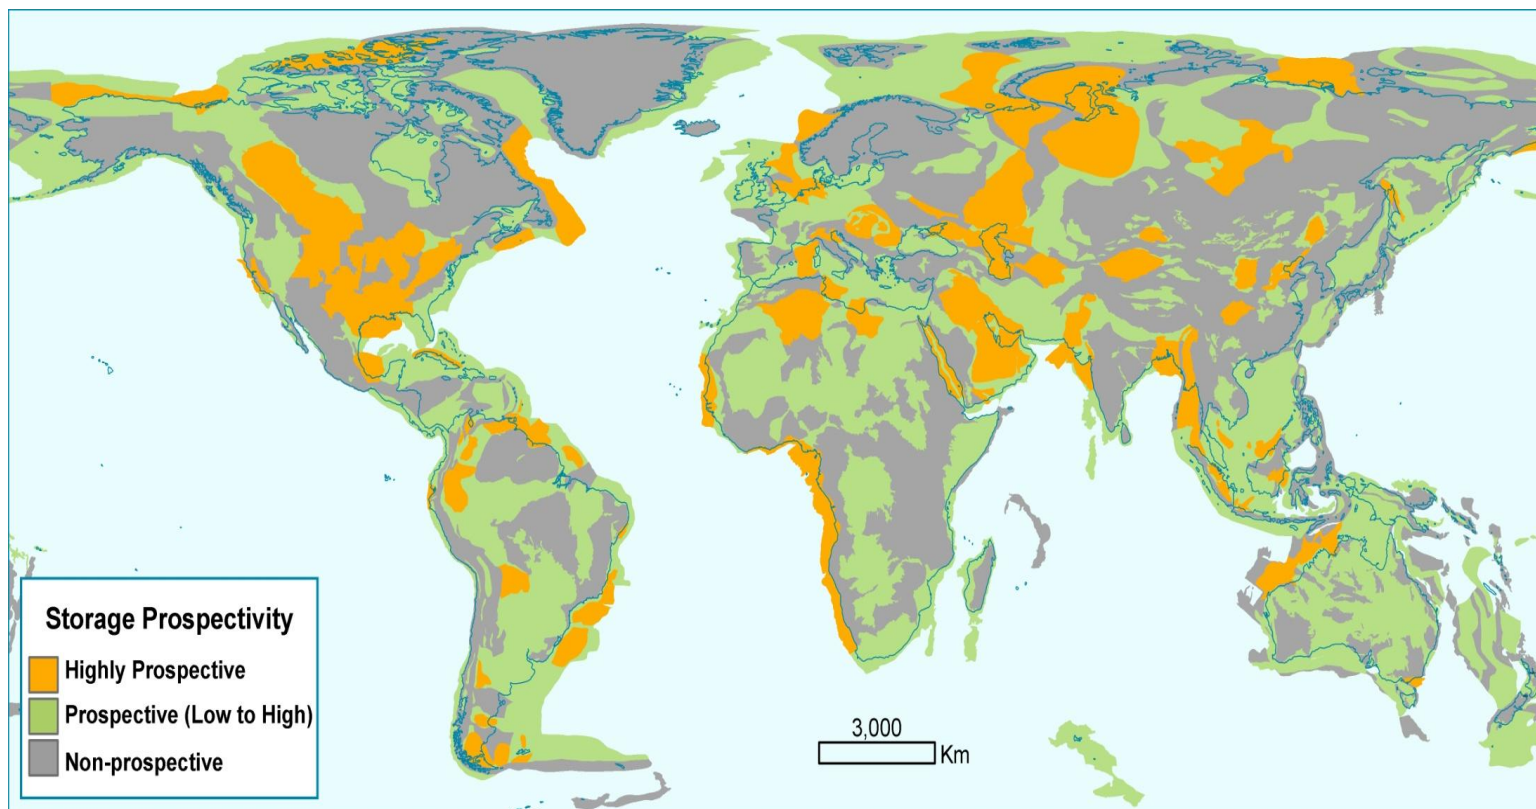 Storage Prospectivity
Highly Prospective
Prospective (Low to High)
Non-prospective
3,000
Km